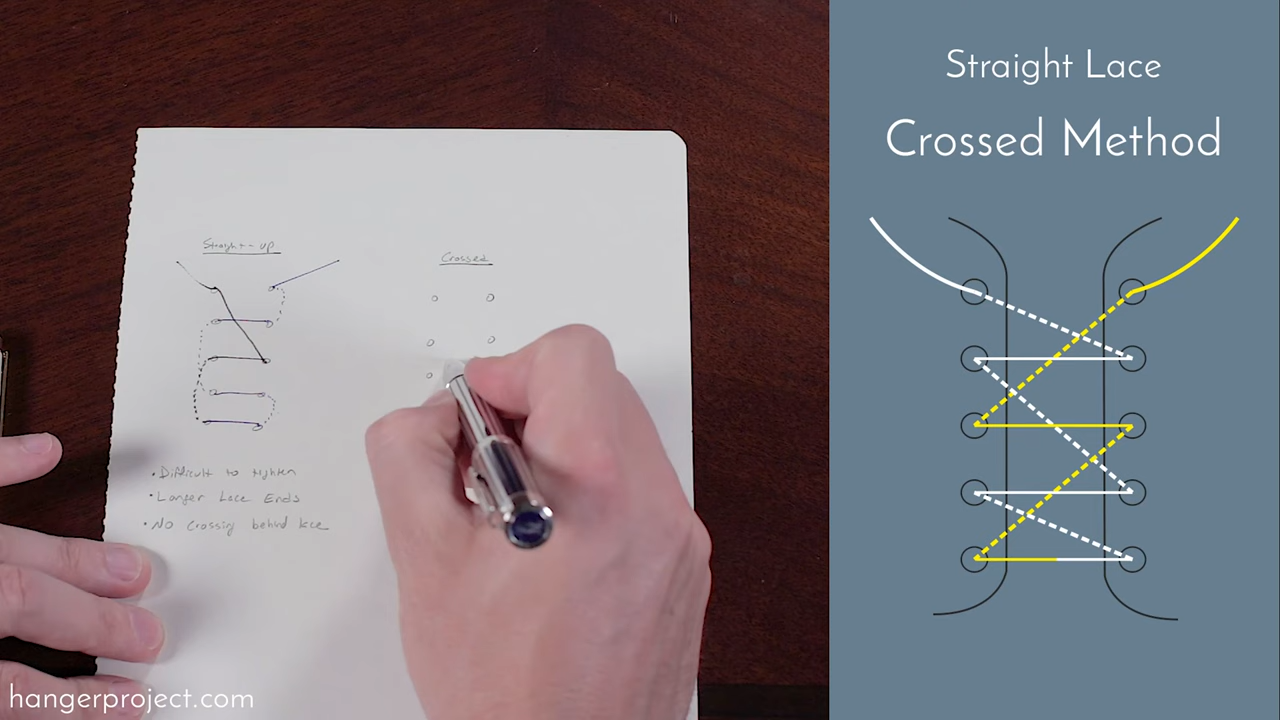 Straight-up
Crossed
• Difficult to tighten
• Longer Lace Ends
• No Crossing behind lace
hangerproject.com
Straight Lace
Crossed Method